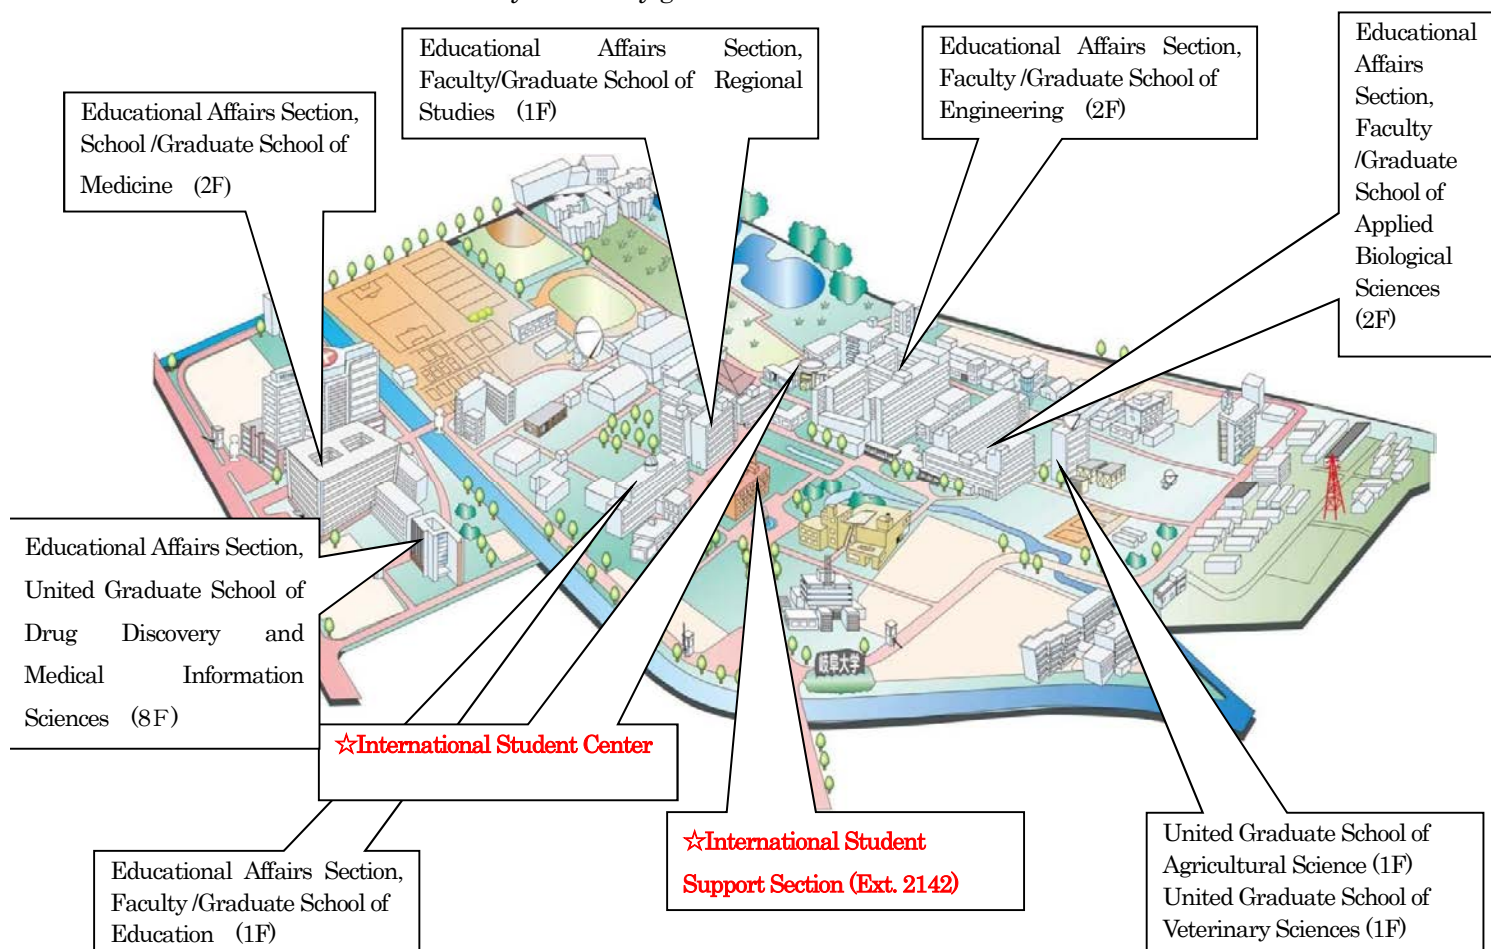 Educational Affairs Section,
Faculty/Graduate School of Regional
Studies (1F)
Educational Affairs Section,
Faculty /Graduate School of
Engineering (2F)
Educational
Affairs
Section,
Faculty
/Graduate
School of
Applied
Biological
Sciences
(2F)
Educational Affairs Section,
School /Graduate School of
Medicine (2F)
Educational Affairs Section,
United Graduate School of
Drug Discovery and
Medical Information
Sciences (8F)
岐阜大学
☆International Student Center
☆International Student
Support Section (Ext. 2142)
United Graduate School of
Agricultural Science (1F)
United Graduate School of
Veterinary Sciences (1F)
Educational Affairs Section,
Faculty /Graduate School of
Education (1F)